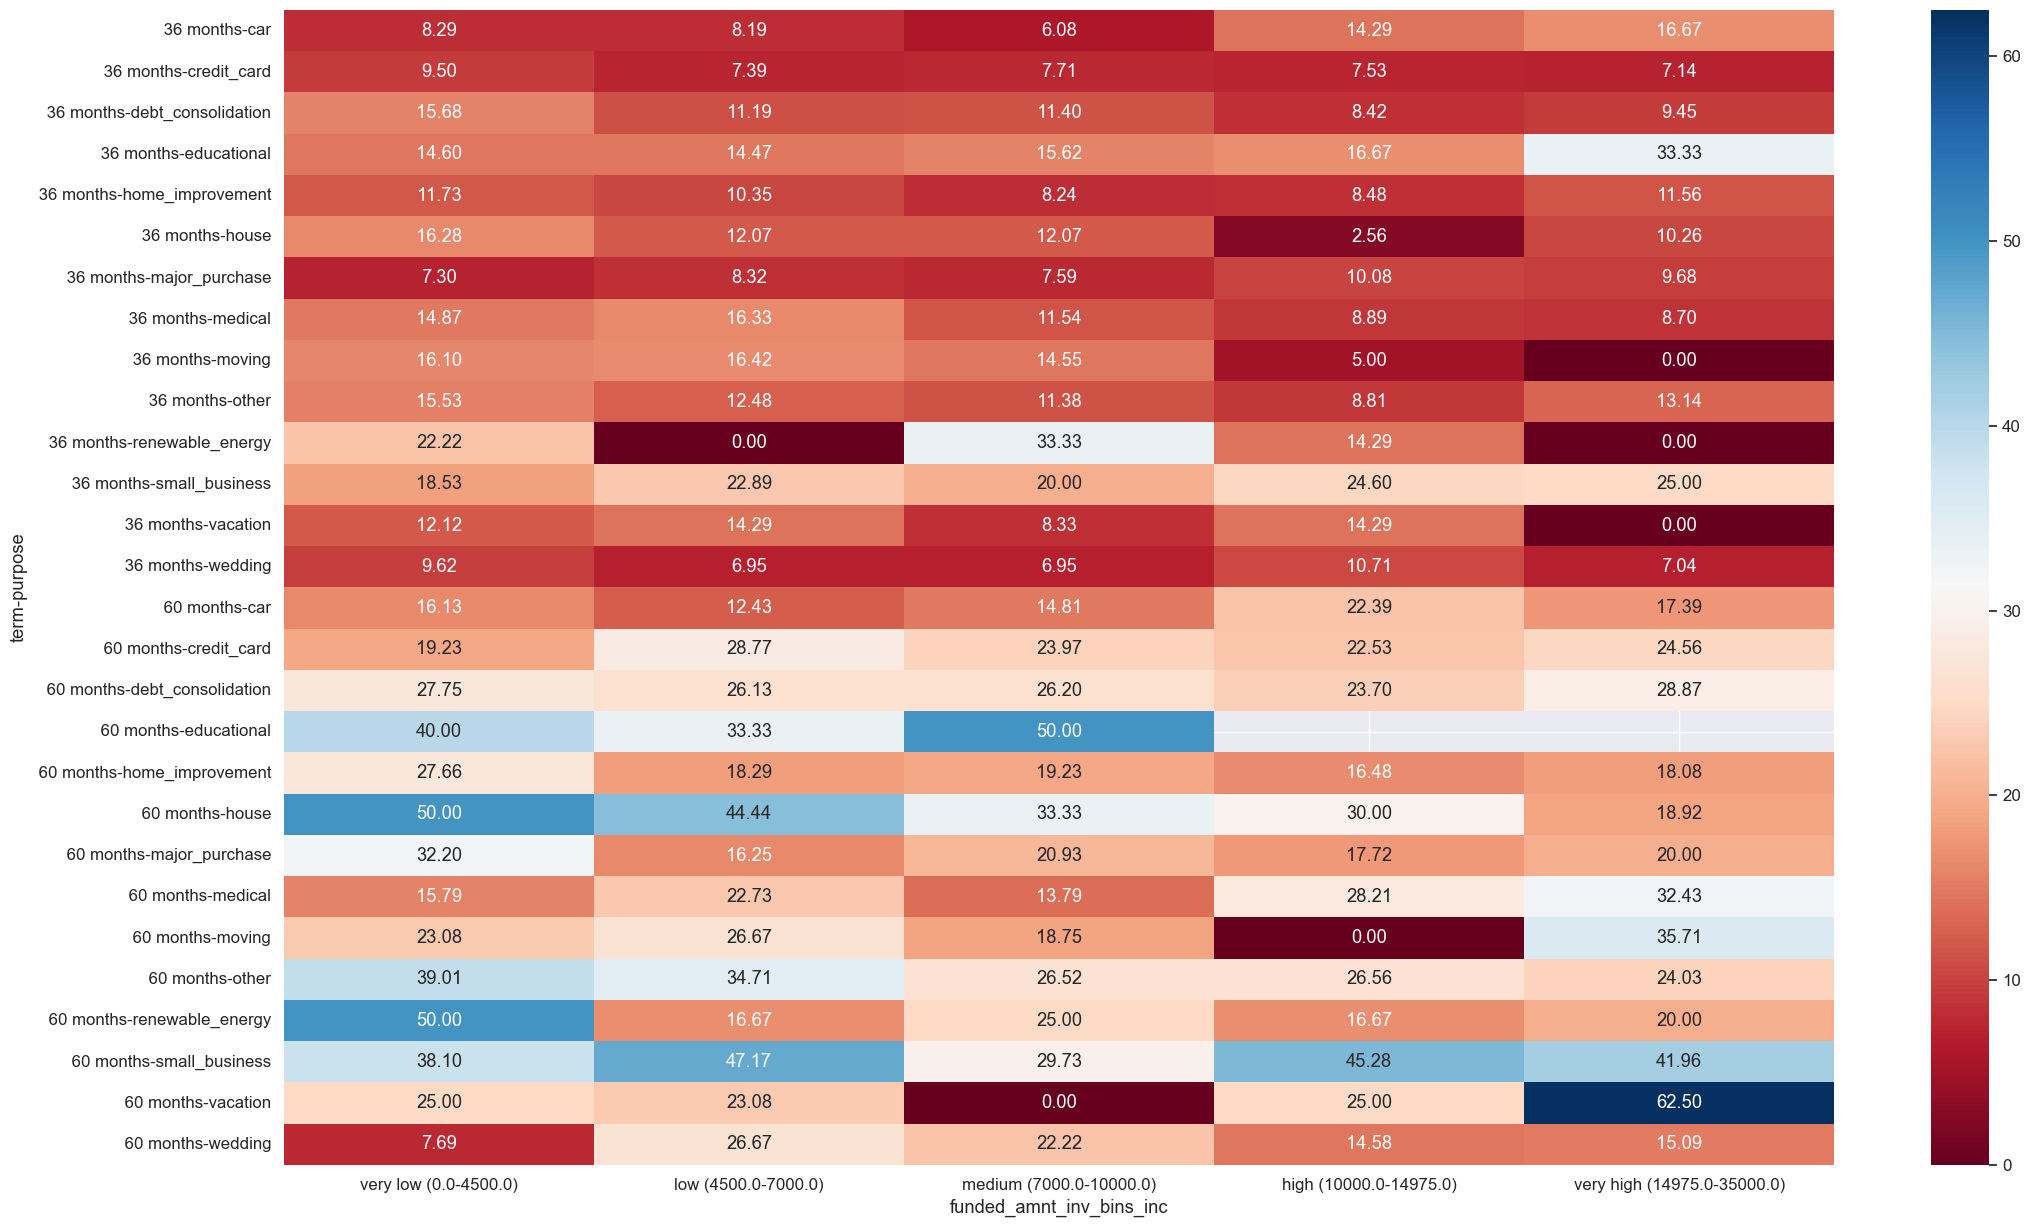 36 months-car 8.29 8.19 6.08 14.29 16.67
36 months-credit_card 9.50 7.39 7.71 7.53 7.14
36 months-debt_consolidation 15.68 11.19 11.40 8.42 9.45
36 months-educational 14.60 14.47 15.62 16.67 33.33
36 months-home_improvement 11.73 10.35 8.24 8.48 11.56
36 months-house 16.28 12.07 12.07 2.56 10.26
36 months-major_purchase 7.30 8.32 7.59 10.08 9.68
36 months-medical 14.87 16.33 11.54 8.89 8.70
36 months-moving 16.10 16.42 14.55 5.00 0.00
36 months-other 15.53 12.48 11.38 8.81 13.14
36 months-renewable_energy 22.22 0.00 33.33 14.29 0.00
36 months-small_business 18.53 22.89 20.00 24.60 25.00
36 months-vacation 12.12 14.29 8.33 14.29 0.00
36 months-wedding 9.62 6.95 6.95 10.71 7.04
60 months-car 16.13 12.43 14.81 22.39 17.39
60 months-credit_card 19.23 28.77 23.97 22.53 24.56
60 months-debt_consolidation 27.75 26.13 26.20 23.70 28.87
60 months-educational 40.00 33.33 50.00
60 months-home_improvement 27.66 18.29 19.23 16.48 18.08
60 months-house 50.00 44.44 33.33 30.00 18.92
60 months-major_purchase 32.20 16.25 20.93 17.72 20.00
60 months-medical 15.79 22.73 13.79 28.21 32.43
60 months-moving 23.08 26.67 18.75 0.00 35.71
60 months-other 39.01 34.71 26.52 26.56 24.03
60 months-renewable_energy 50.00 16.67 25.00 16.67 20.00
60 months-small_business 38.10 47.17 29.73 45.28 41.96
60 months-vacation 25.00 23.08 0.00 25.00 62.50
60 months-wedding 7.69 26.67 22.22 14.58 15.09
very low (0.0-4500.0) low (4500.0-7000.0) medium (7000.0-10000.0) high (10000.0-14975.0) very high (14975.0-35000.0)
funded_amnt_inv_bins_inc
term-purpose
60
50
40
30
20
10
0